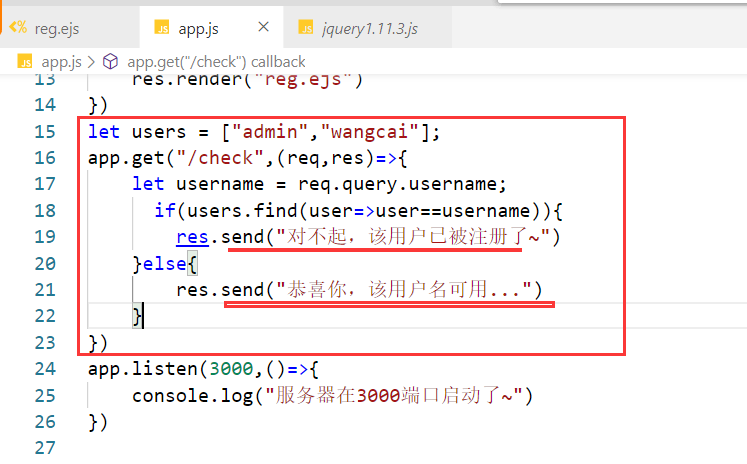 reg.ejs app.js jquery1.11.3.js
app.js > app.get("/check") callback
13 res.render("reg.ejs")
14 })
15 let users = ["admin","wangcai"];
16 app.get("/check",(req,res)=>{
17 let username = req.query.username;
18 if(users.find(user=>user==username)){
19 res.send("对不起，该用户已被注册了~")
20 }else{
21 res.send("恭喜你，该用户名可用...")
22 }
23 })
24 app.listen(3000,()=>{
25 console.log("服务器在3000端口启动了~")
26 })
27